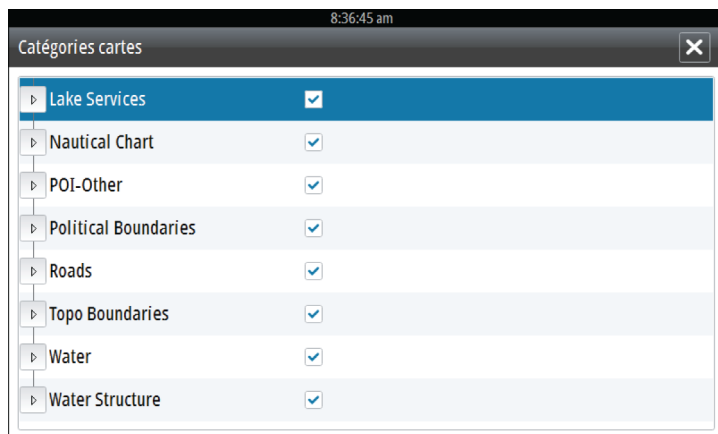 8:36:45 am
Catégories cartes
Lake Services
Nautical Chart
POI-Other
Political Boundaries
Roads
Topo Boundaries
Water
Water Structure